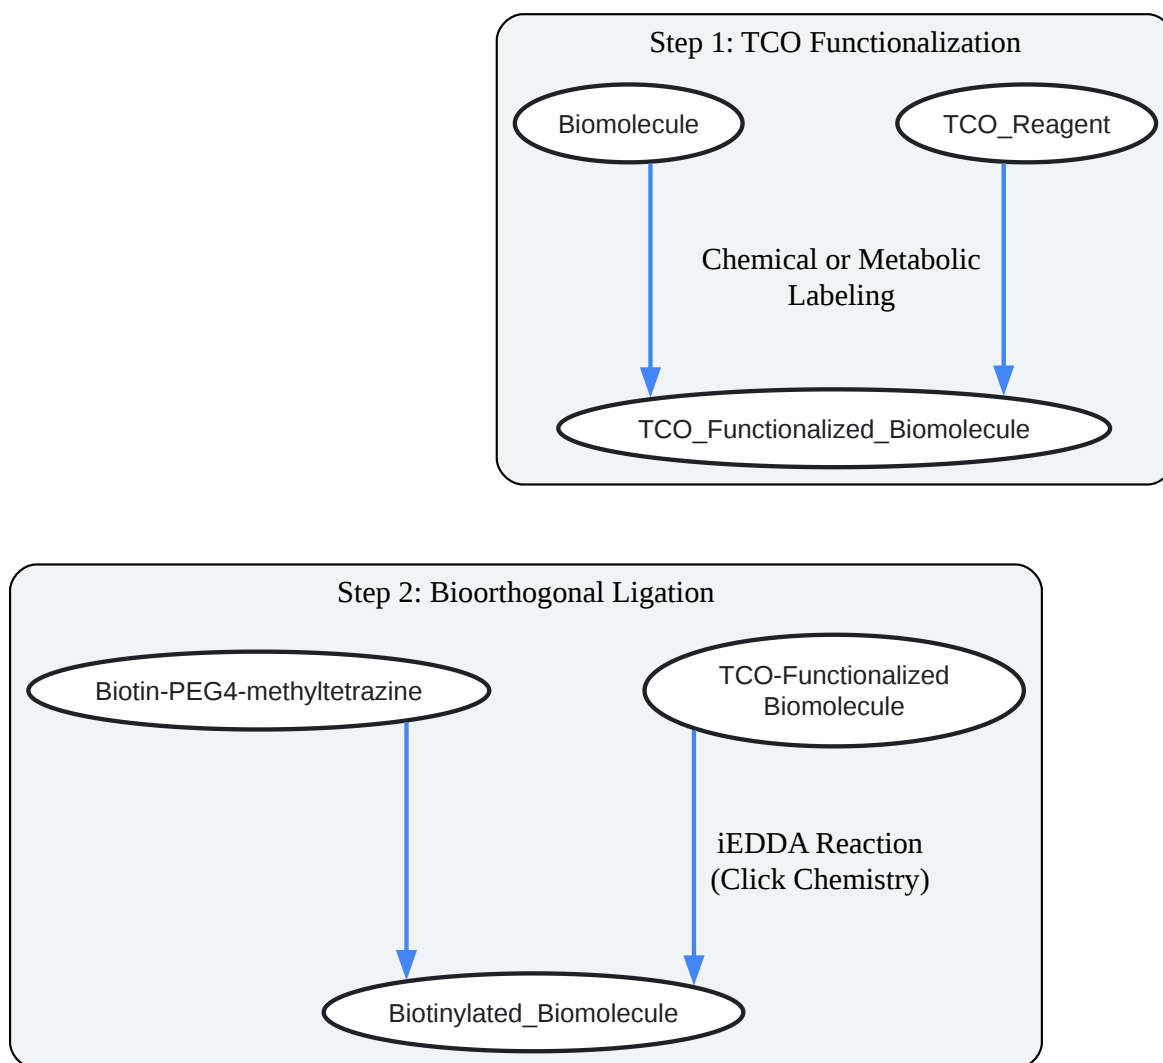 Step 1: TCO Functionalization
Biomolecule
TCO_Reagent
Chemical or Metabolic
Labeling
TCO_Functionalized_Biomolecule
Step 2: Bioorthogonal Ligation
Biotin-PEG4-methyltetrazine
TCO-Functionalized
Biomolecule
iEDDA Reaction
(Click Chemistry)
Biotinylated_Biomolecule